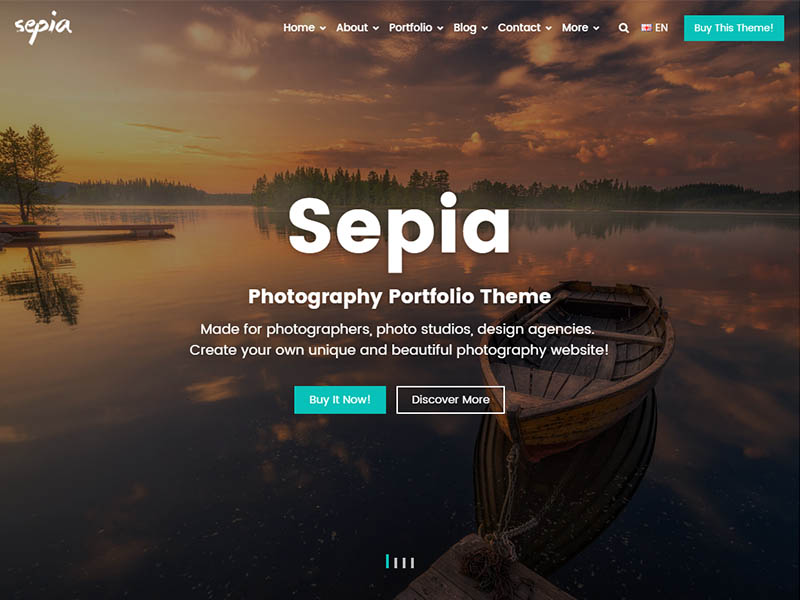 sepia
Home About Portfolio Blog Contact More EN Buy This Theme!
Sepia
Photography Portfolio Theme
Made for photographers, photo studios, design agencies.
Create your own unique and beautiful photography website!
Buy It Now! Discover More